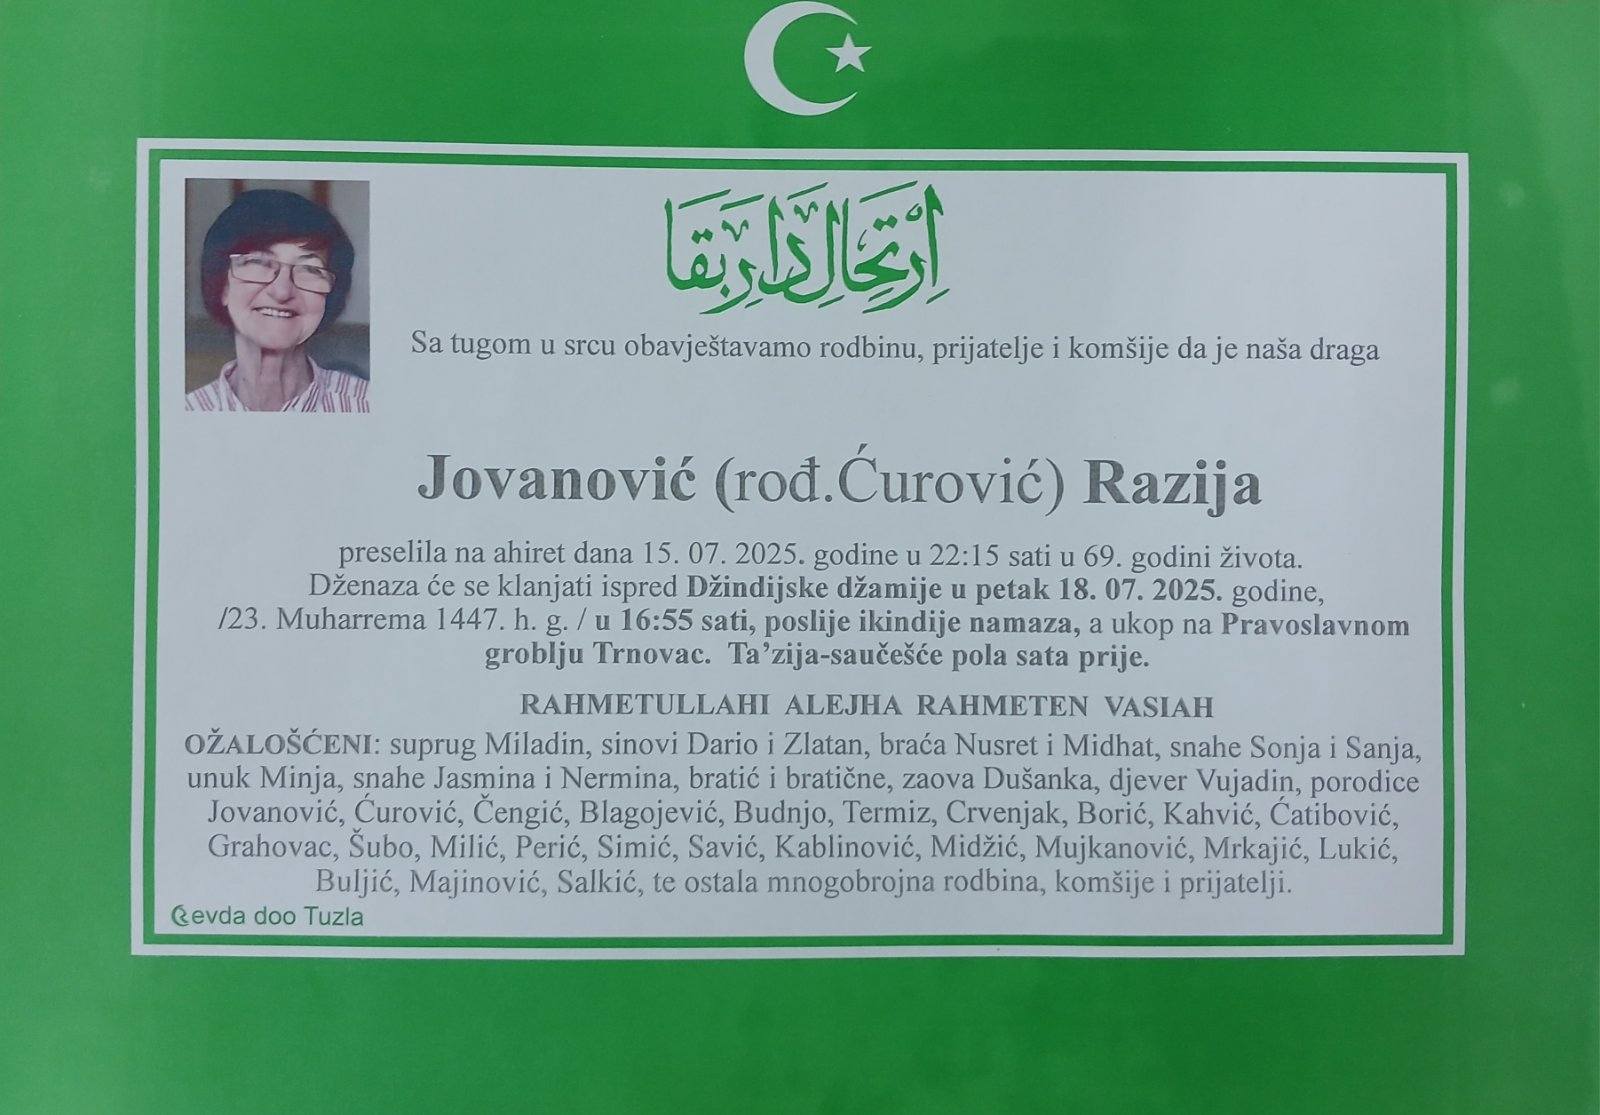 اِرْتِحَالِ دَارِبَقَا
Sa tugom u srcu obavještavamo rodbinu, prijatelje i komšije da je naša draga
Jovanović (rođ.Ćurović) Razija
preselila na ahiret dana 15. 07. 2025. godine u 22:15 sati u 69. godini života.
Dženaza će se klanjati ispred Džindijske džamije u petak 18. 07. 2025. godine,
/23. Muharrema 1447. h. g. / u 16:55 sati, poslije ikindije namaza, a ukop na Pravoslavnom
groblju Trnovac. Ta’zija-saučešće pola sata prije.
RAHMETULLAHI ALEJHA RAHMETEN VASIAH
OŽALOŠĆENI: suprug Miladin, sinovi Dario i Zlatan, braća Nusret i Midhat, snahe Sonja i Sanja,
unuk Minja, snahe Jasmina i Nermina, bratić i bratične, zaova Dušanka, djever Vujadin, porodice
Jovanović, Ćurović, Čengić, Blagojević, Budnjo, Termiz, Crvenjak, Borić, Kahvić, Ćatibović,
Grahovac, Šubo, Milić, Perić, Simić, Savić, Kablinović, Midžić, Mujkanović, Mrkajić, Lukić,
Buljić, Majinović, Salkić, te ostala mnogobrojna rodbina, komšije i prijatelji.
Revda doo Tuzla